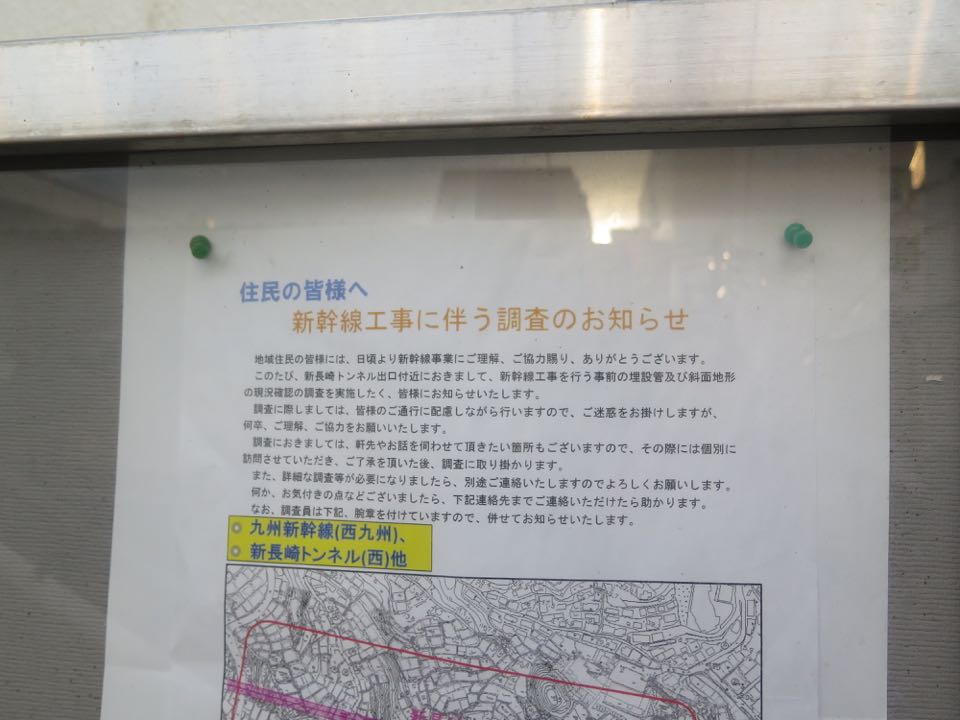 住民の皆様へ
新幹線工事に伴う調査のお知らせ
地域住民の皆様には、日頃より新幹線事業にご理解、ご協力賜り、ありがとうございます。
このたび、新長崎トンネル出口付近におきまして、新幹線工事を行う事前の埋設管及び斜面地形
の現況確認の調査を実施したく、皆様にお知らせいたします。
調査に際しましては、皆様のご通行に配慮しながら行いますので、ご迷惑をお掛けしますが、
何卒、ご理解、ご協力をお願いいたします。
調査におきましては、軒先やお話を伺わせて頂きたい箇所もございますので、その際には個別に
訪問させていただき、ご了承を頂いた後、調査に取り掛かります。
また、詳細な調査等が必要になりましたら、別途ご連絡いたしますのでよろしくお願いします。
何か、お気付きの点などございましたら、下記連絡先までご連絡いただけたら助かります。
なお、調査員は下記、腕章を付けていますので、併せてお知らせいたします。
九州新幹線(西九州)、
新長崎トンネル(西)他